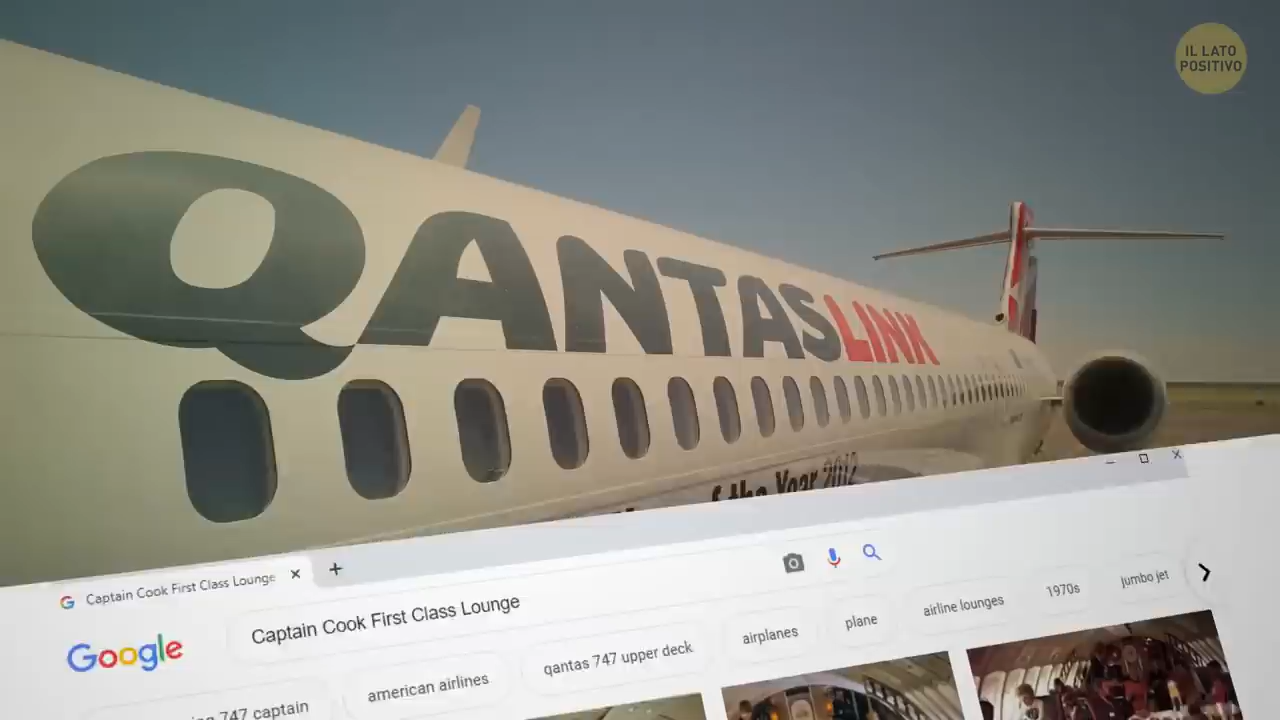 IL LATO
POSITIVO
QANTASLINK
of the Year 2012
Captain Cook First Class Lounge
Google
Captain Cook First Class Lounge
747 captain
american airlines
qantas 747 upper deck
airplanes
plane
airline lounges
1970s
jumbo jet